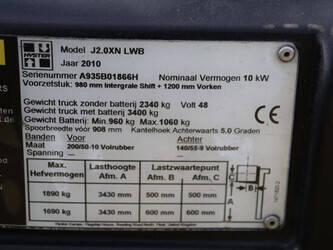 HYSTER
Model J2.0XN LWB
Jaar 2010
Serienummer A935B01866H Nominaal Vermogen 10 kW
Voorzetstuk: 980 mm Intergrale Shift + 1200 mm Vorken
Gewicht truck zonder batterij 2340 kg Volt 48
Gewicht truck met batterij 3400 kg
Gewicht Batterij Min 960 kg Max 1060 kg
Spoorbreedte vóór 908 mm Kantelhoek Achterwaarts 5.0 Graden
Banden Voor Achter
Maat 200/50-10 Volrubber 140/55-9 Volrubber
Spanning — —
Max. Hefvermogen Lasthoogte Afm. A Lastzwaartepunt Afm. B Afm. C
1890 kg 3430 mm 500 mm 500 mm
1690 kg 3430 mm 600 mm 600 mm
B
C
A
RS